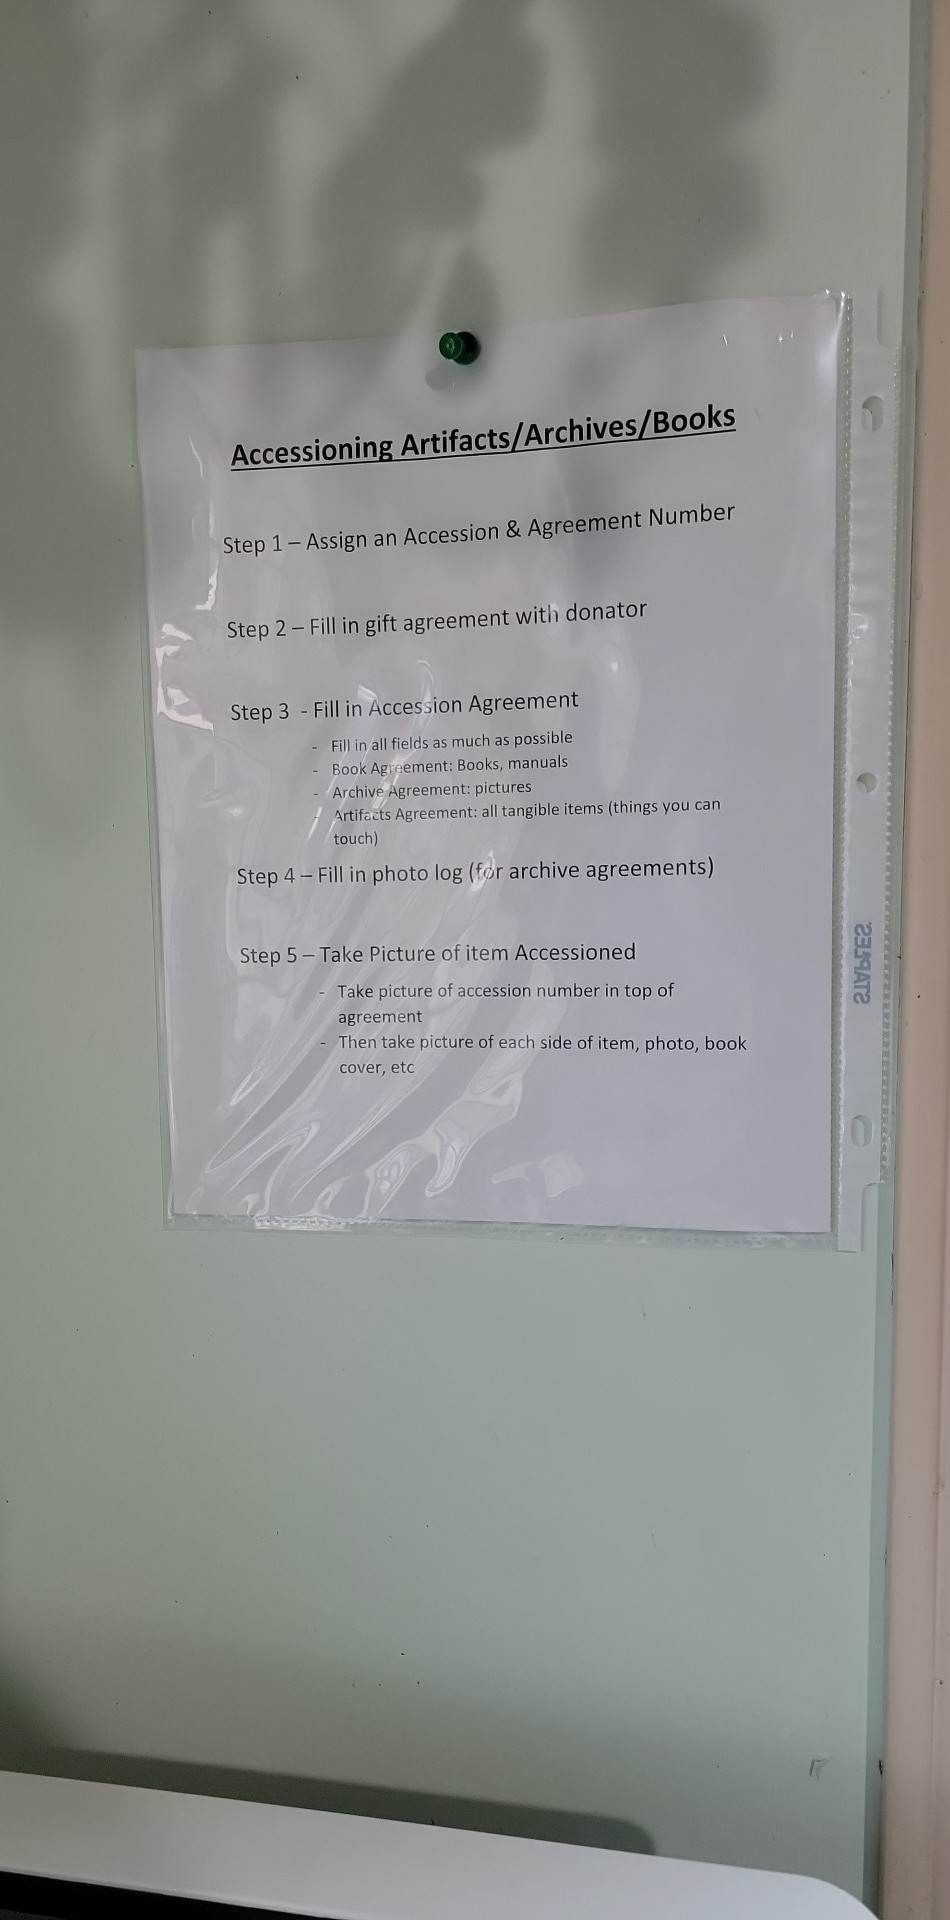 Accessioning Artifacts/Archives/Books
Step 1 – Assign an Accession & Agreement Number
Step 2 – Fill in gift agreement with donator
Step 3 - Fill in Accession Agreement
- Fill in all fields as much as possible
- Book Agreement: Books, manuals
- Archive Agreement: pictures
- Artifacts Agreement: all tangible items (things you can
touch)
Step 4 – Fill in photo log (for archive agreements)
Step 5 – Take Picture of item Accessioned
- Take picture of accession number in top of
agreement
- Then take picture of each side of item, photo, book
cover, etc
STAPLES